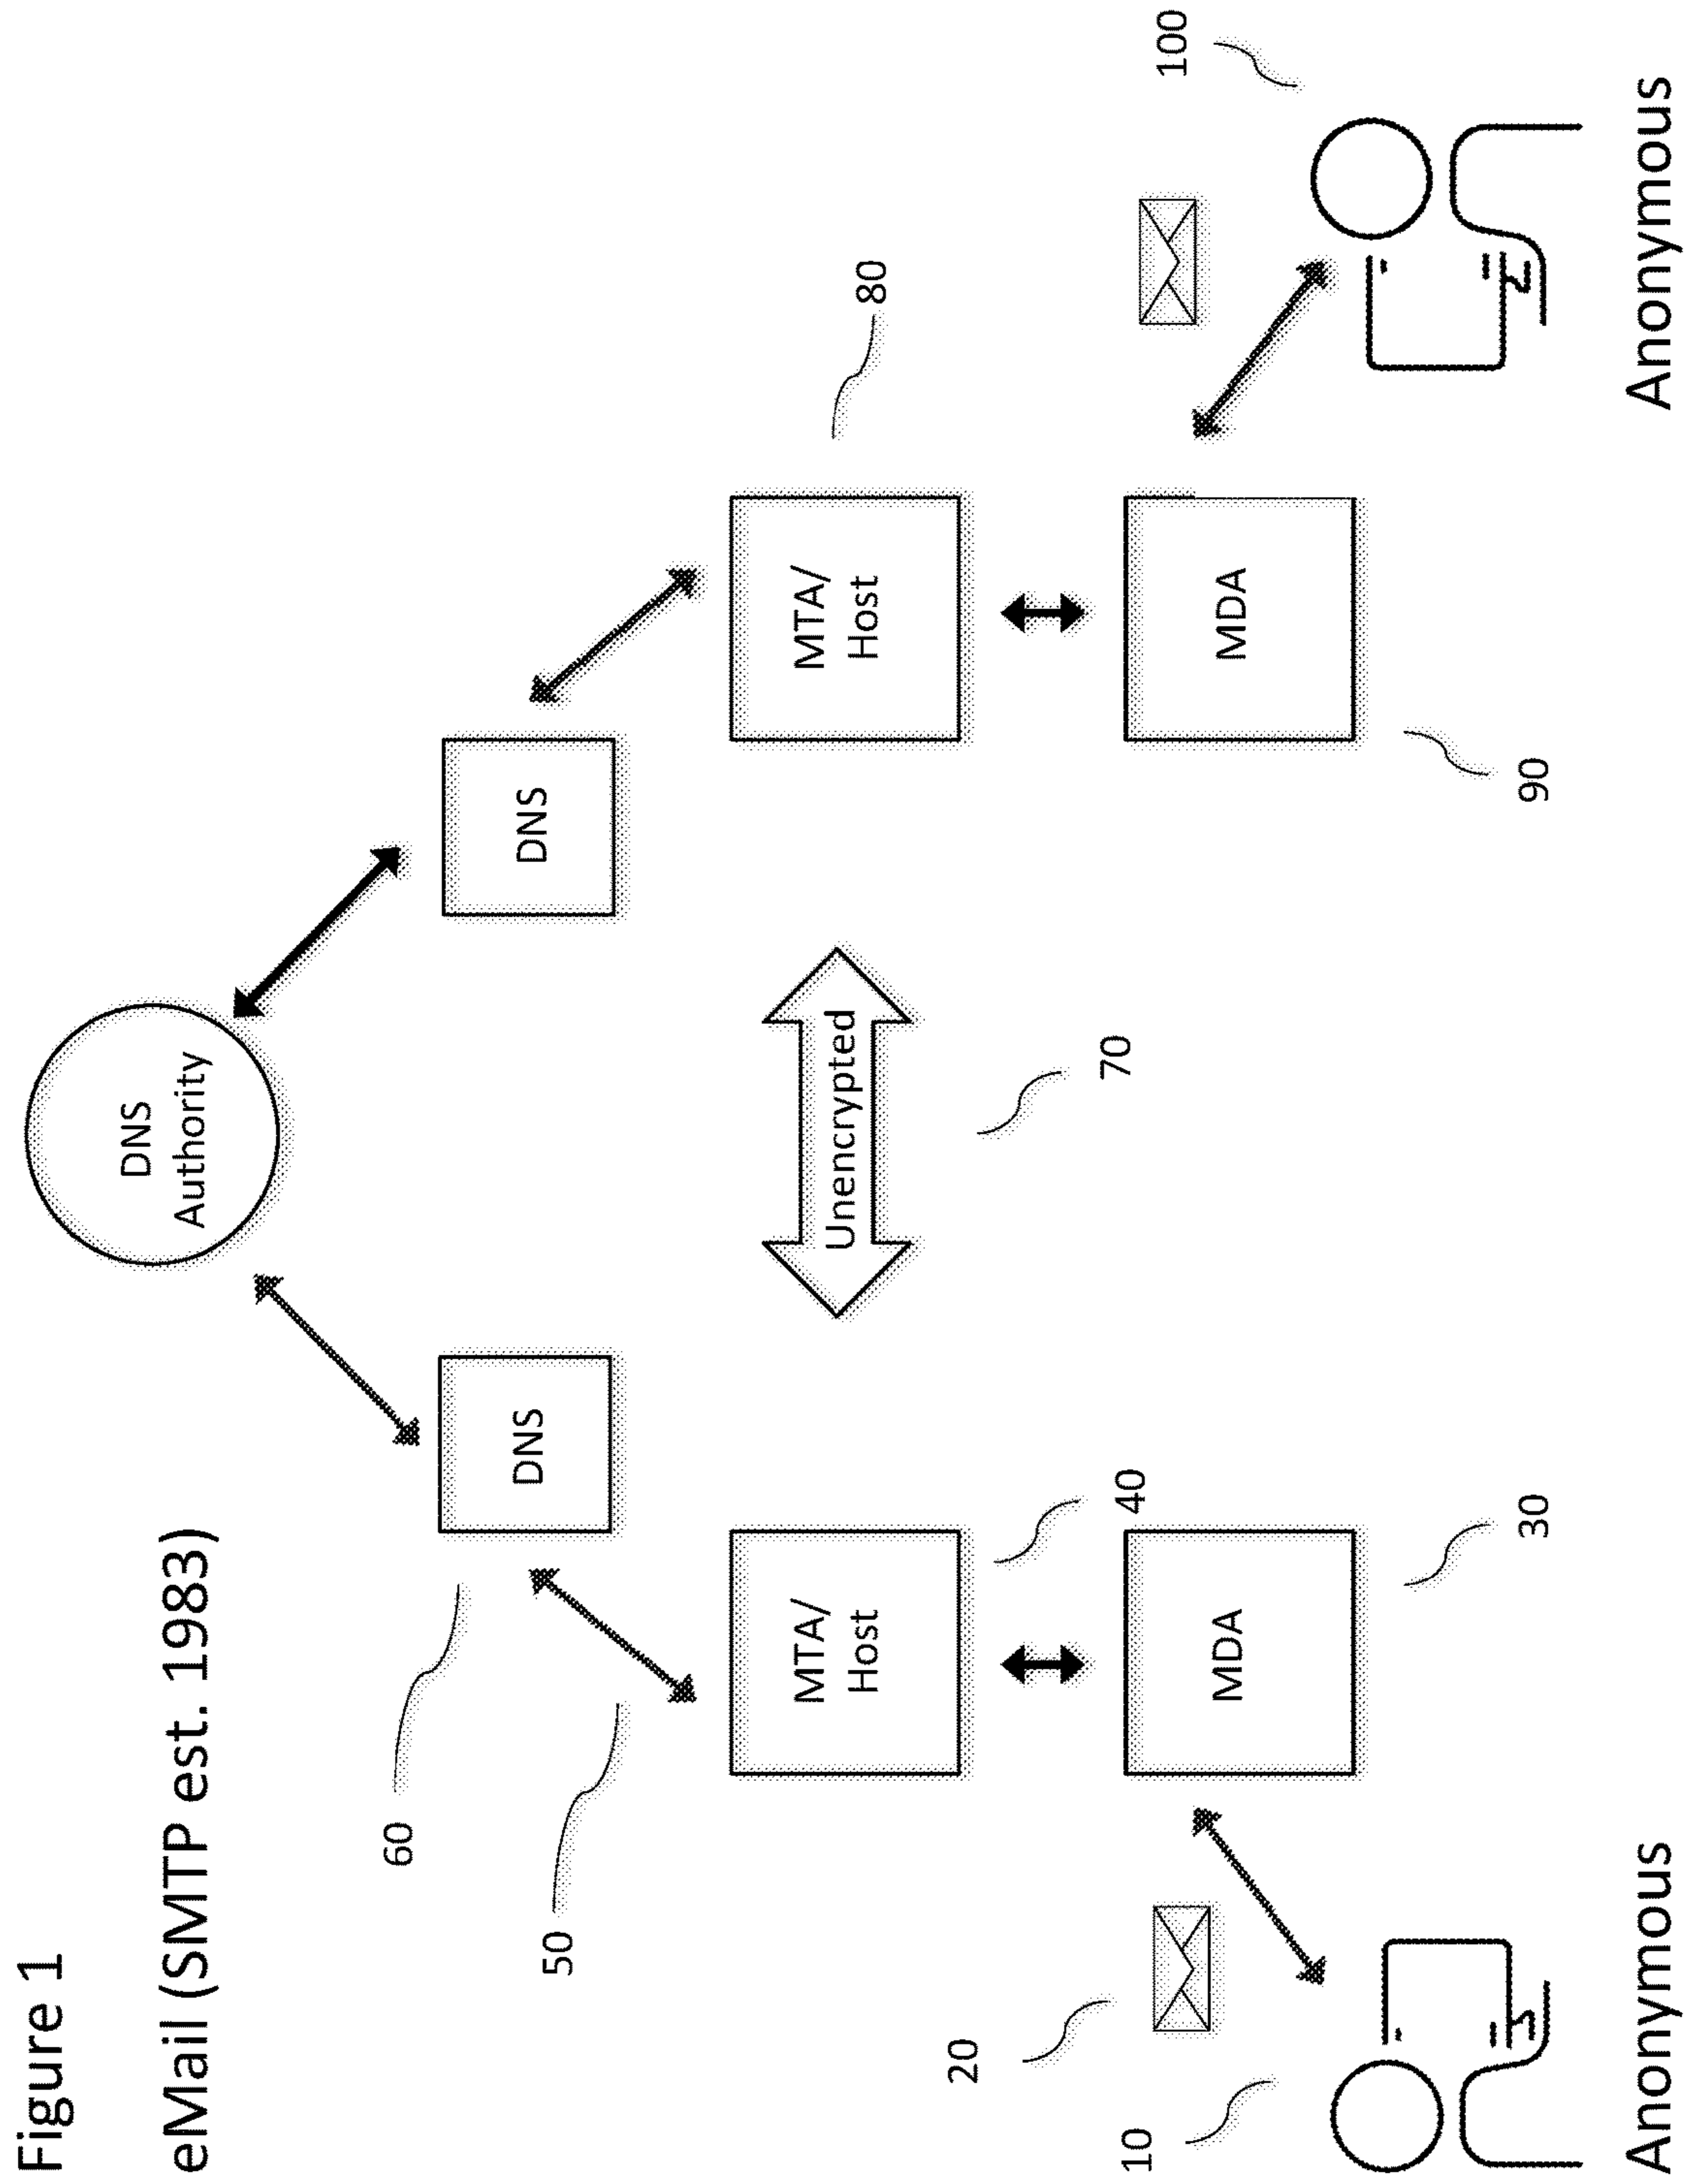 Figure 1
eMail (SMTP est. 1983)
DNS
Authority
60
DNS
DNS
50
MTA/
Host
40
Unencrypted
70
MTA/
Host
80
20
10
MDA
30
MDA
90
100
Anonymous
Anonymous